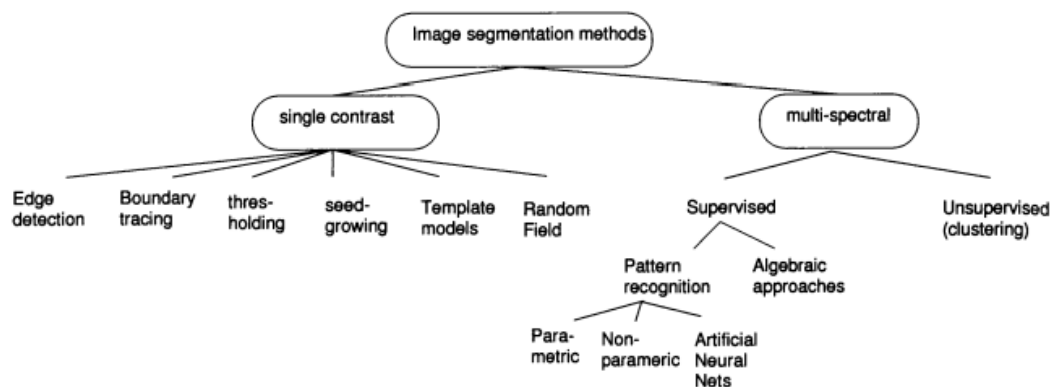 Image segmentation methods
single contrast
multi-spectral
Edge
detection
Boundary
tracing
thres-
holding
seed-
growing
Template
models
Random
Field
Supervised
Unsupervised
(clustering)
Pattern
recognition
Algebraic
approaches
Para-
metric
Non-
parameric
Artificial
Neural
Nets